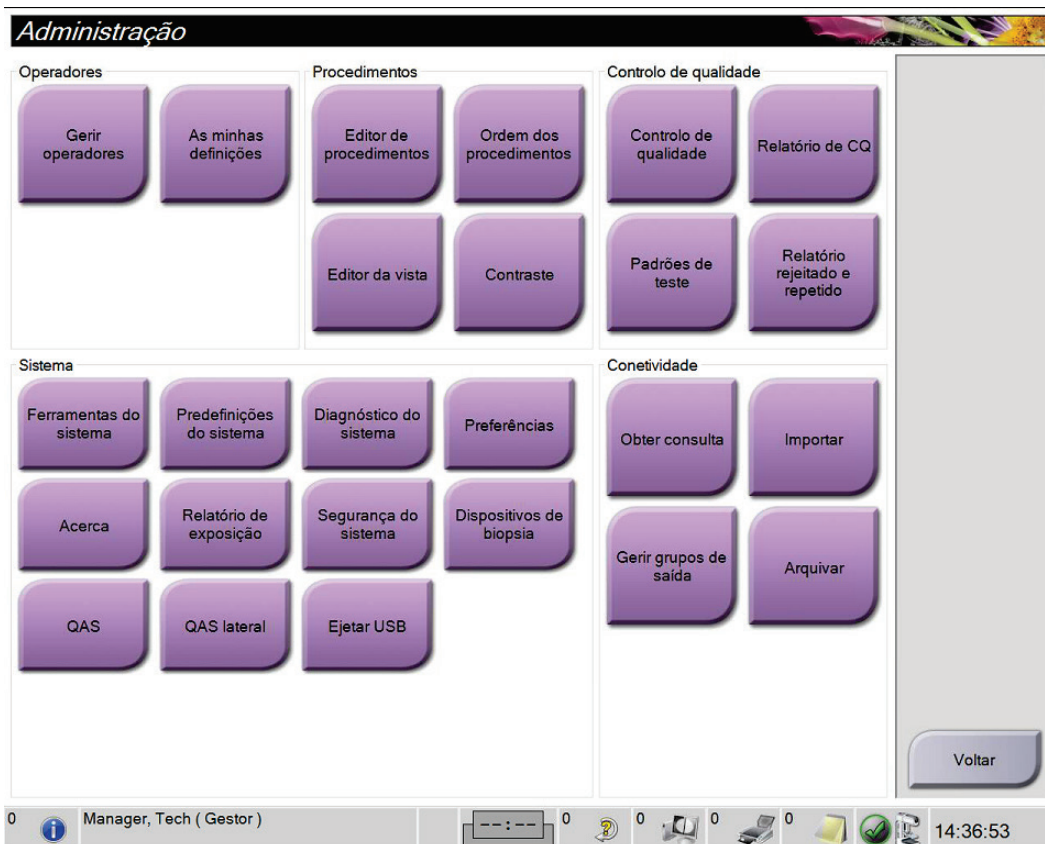 Administração
Operadores
Gerir
operadores
As minhas
definições
Procedimentos
Editor de
procedimentos
Ordem dos
procedimentos
Editor da vista
Contraste
Controlo de qualidade
Controlo de
qualidade
Relatório de CQ
Padrões de
teste
Relatório
rejeitado e
repetido
Sistema
Ferramentas do
sistema
Predefinições
do sistema
Diagnóstico do
sistema
Preferências
Acerca
Relatório de
exposição
Segurança do
sistema
Dispositivos de
biopsia
QAS
QAS lateral
Ejetar USB
Conetividade
Obter consulta
Importar
Gerir grupos de
saída
Arquivar
Voltar
0
Manager, Tech ( Gestor )
--:--
0
0
0
0
14:36:53